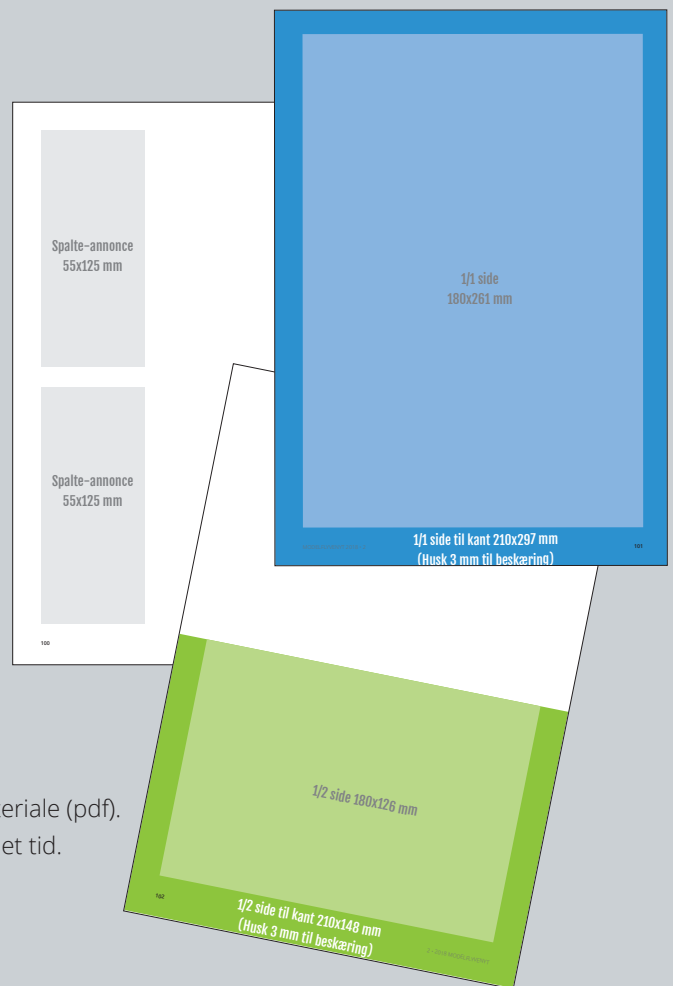 Spalte-annonce
55x125 mm
Spalte-annonce
55x125 mm
100
1/1 side
180x261 mm
1/1 side til kant 210x297 mm
(Husk 3 mm til beskæring)
101
1/2 side 180x126 mm
1/2 side til kant 210x148 mm
(Husk 3 mm til beskæring)
102
eriale (pdf).
et tid.